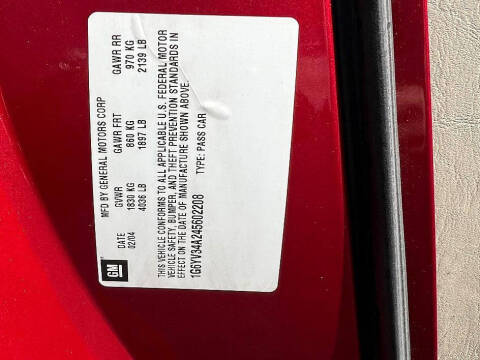 MFD BY GENERAL MOTORS CORP
DATE GVWR GAWR FRT GAWR RR
02/04 1830 KG 860 KG 970 KG
4036 LB 1897 LB 2139 LB
THIS VEHICLE CONFORMS TO ALL APPLICABLE U.S. FEDERAL MOTOR
VEHICLE SAFETY, BUMPER, AND THEFT PREVENTION STANDARDS IN
EFFECT ON THE DATE OF MANUFACTURE SHOWN ABOVE.
1G6YV34A245602208 TYPE: PASS CAR
GM